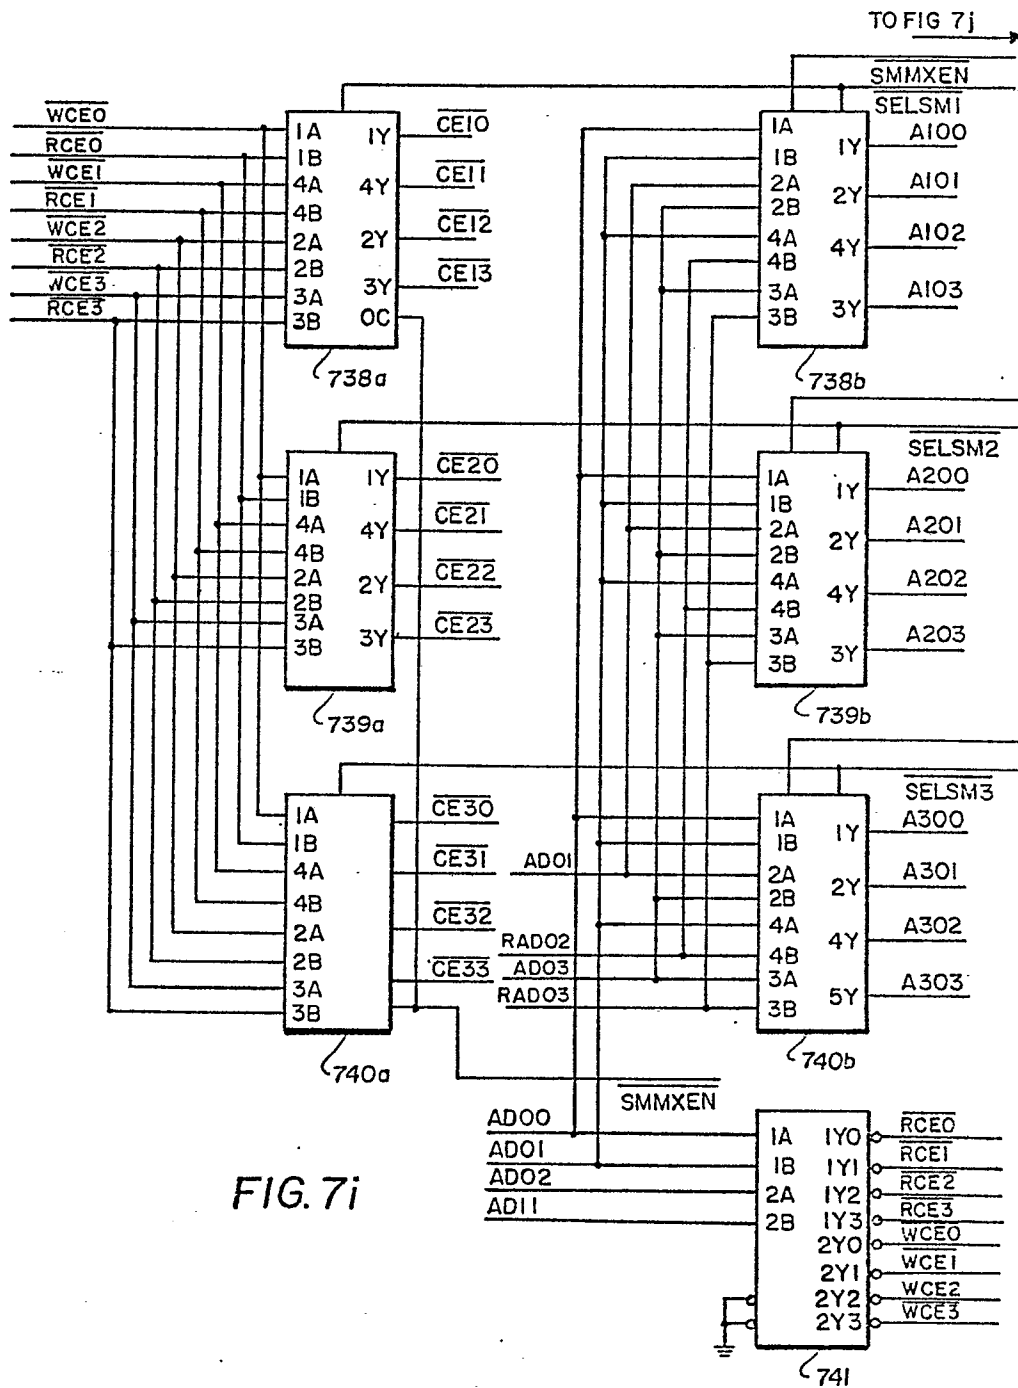 TO FIG 7j
SMMXEN
SELSM1
WCE0
RCE0
WCE1
RCE1
WCE2
RCE2
WCE3
RCE3
1A
1B
4A
4B
2A
2B
3A
3B
1Y
4Y
2Y
3Y
OC
CE10
CE11
CE12
CE13
738a
1A
1B
2A
2B
4A
4B
3A
3B
1Y
2Y
4Y
3Y
A100
A101
A102
A103
738b
1A
1B
4A
4B
2A
2B
3A
3B
1Y
4Y
2Y
3Y
CE20
CE21
CE22
CE23
739a
SELSM2
1A
1B
2A
2B
4A
4B
3A
3B
1Y
2Y
4Y
3Y
A200
A201
A202
A203
739b
1A
1B
4A
4B
2A
2B
3A
3B
CE30
CE31
CE32
CE33
740a
SMMXEN
SELSM3
AD01
RAD02
AD03
RAD03
1A
1B
2A
2B
4A
4B
3A
3B
1Y
2Y
4Y
5Y
A300
A301
A302
A303
740b
AD00
AD01
AD02
AD11
1A
1B
2A
2B
1Y0
1Y1
1Y2
1Y3
2Y0
2Y1
2Y2
2Y3
RCE0
RCE1
RCE2
RCE3
WCE0
WCE1
WCE2
WCE3
741
FIG. 7i